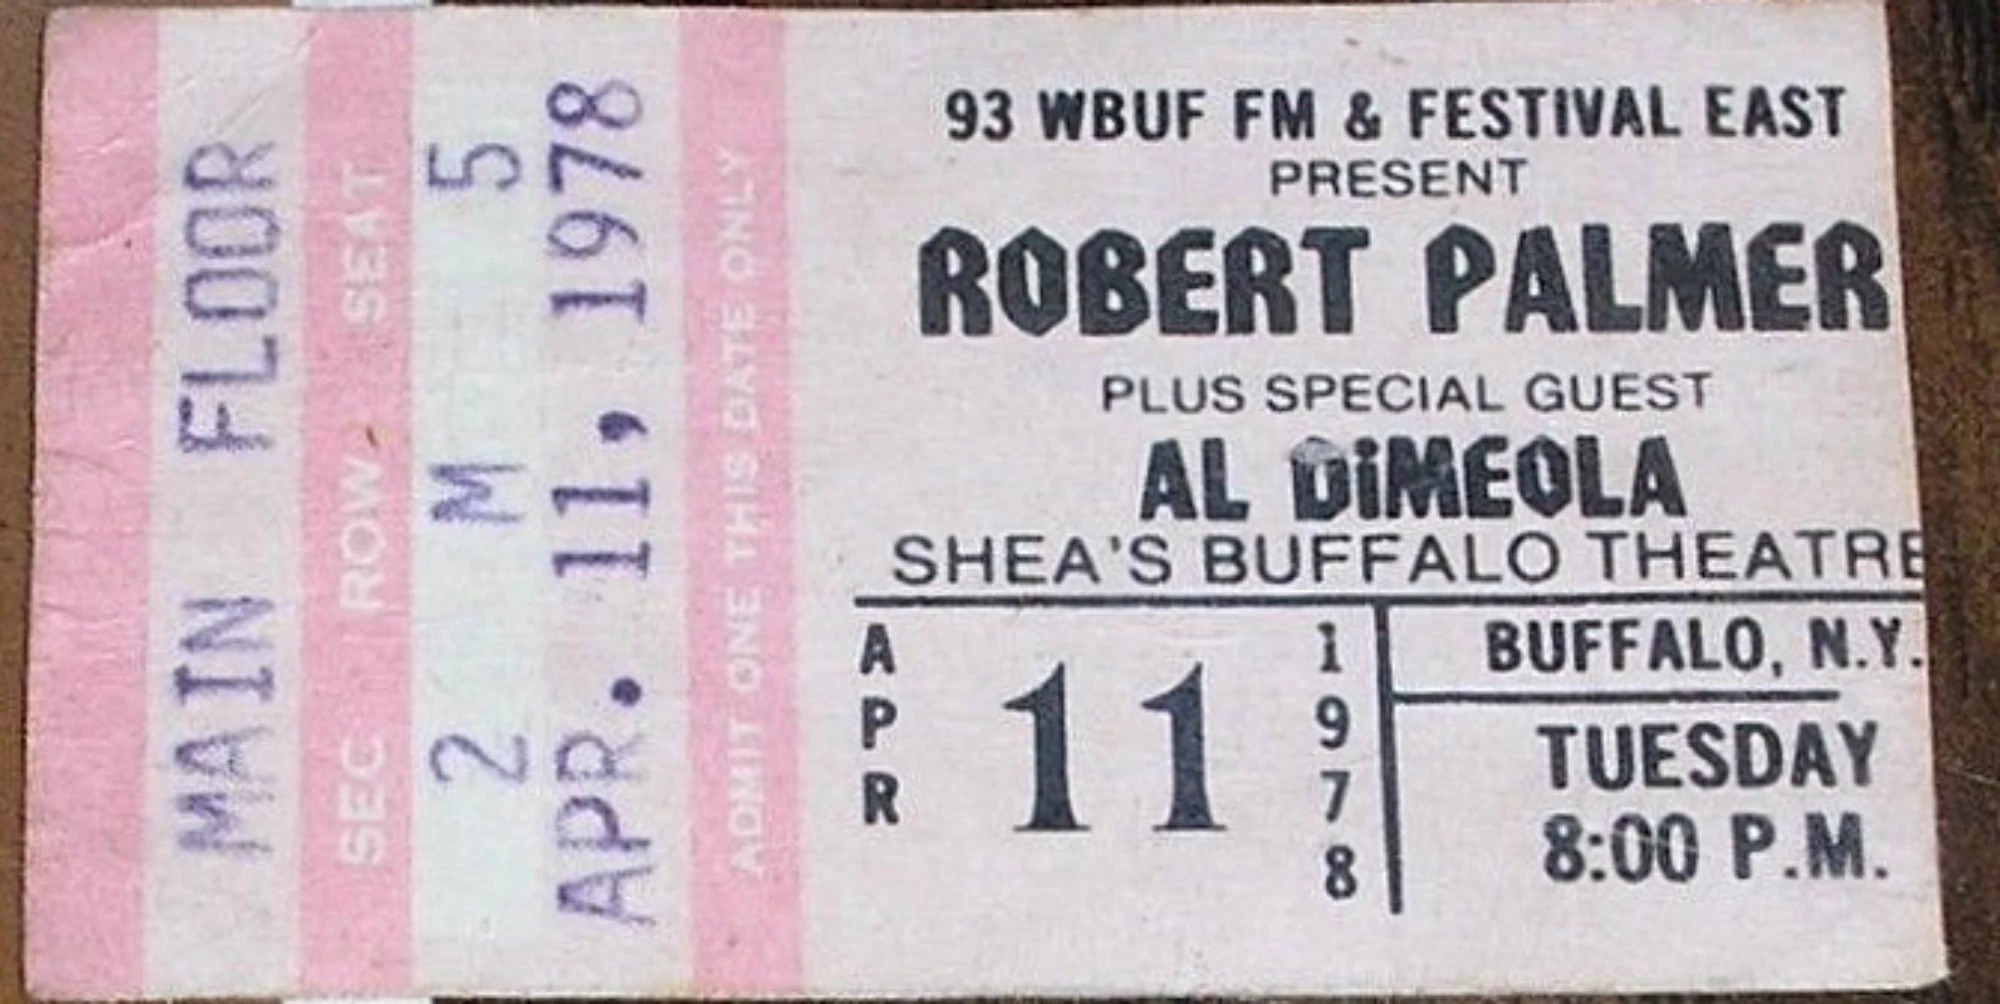 MAIN FLOOR
SEC ROW SEAT
2 M 5
APR. 11, 1978
ADMIT ONE THIS DATE ONLY
93 WBUF FM & FESTIVAL EAST
PRESENT
ROBERT PALMER
PLUS SPECIAL GUEST
AL DiMEOLA
SHEA'S BUFFALO THEATRE
APR 11 1978
BUFFALO, N.Y.
TUESDAY
8:00 P.M.